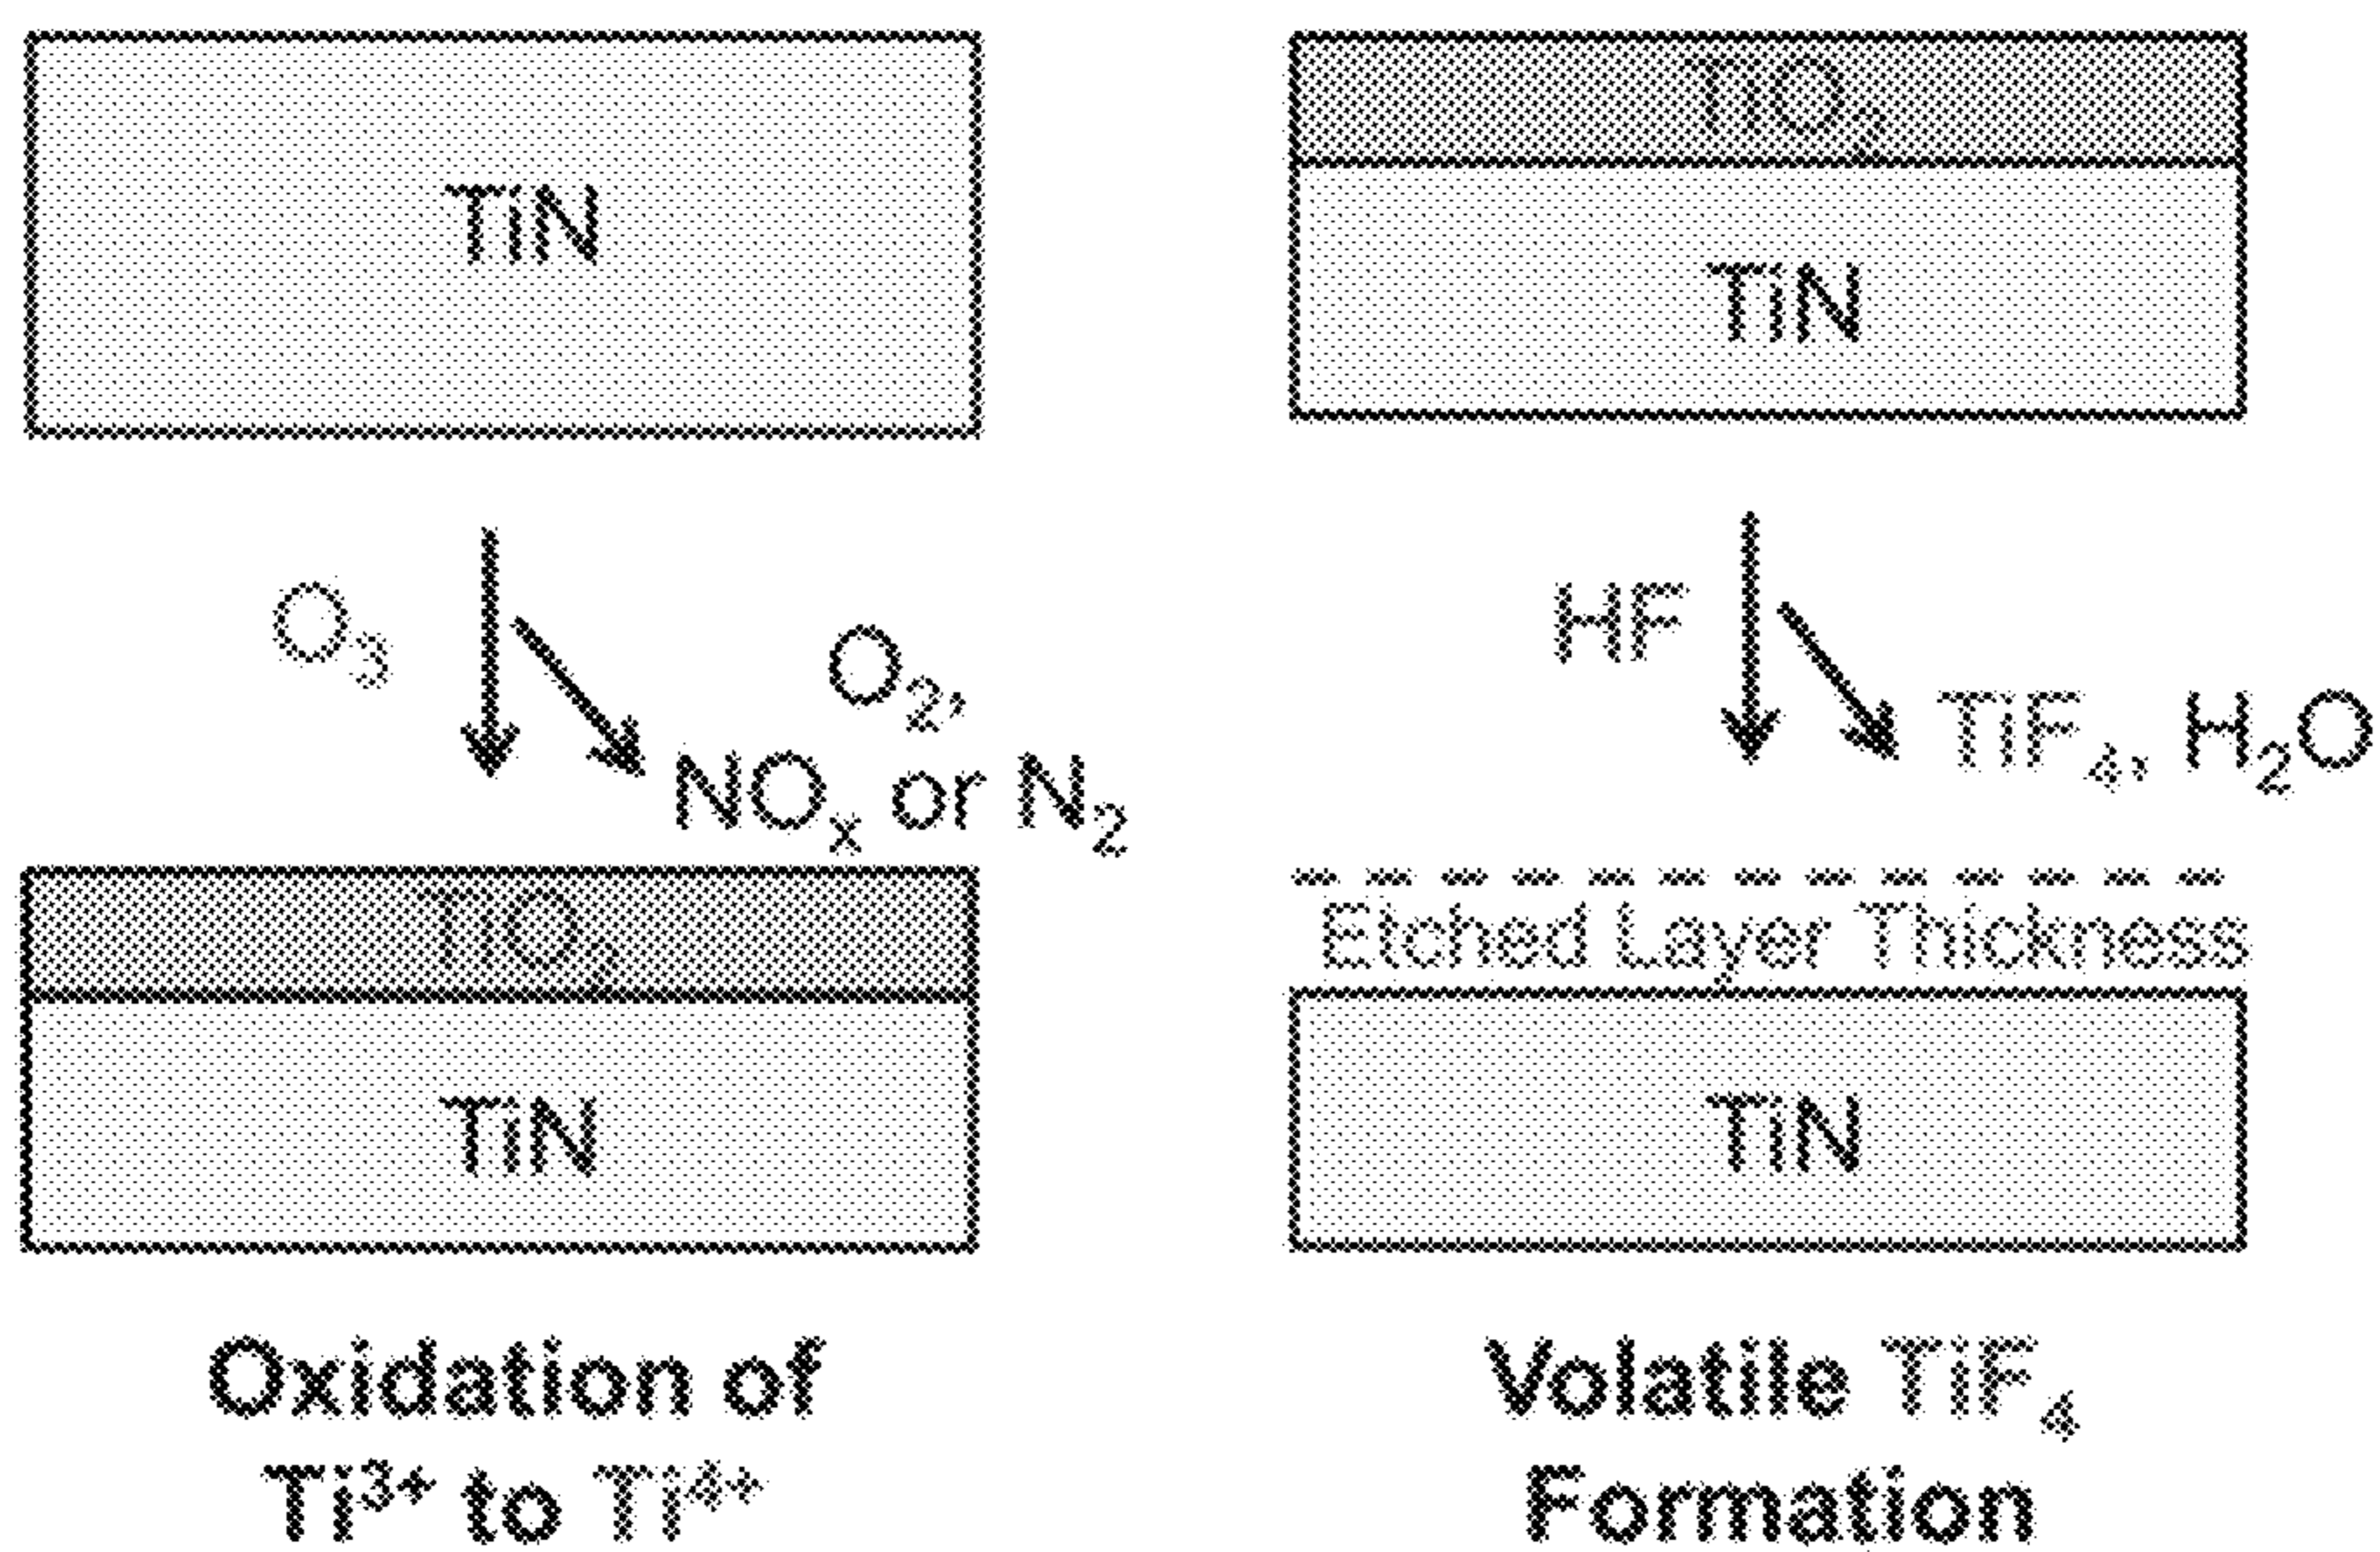 TiN
O₃
O₂,
NOₓ or N₂
TiO₂
TiN
Oxidation of
Ti³⁺ to Ti⁴⁺
TiO₂
TiN
HF
TiF₄, H₂O
Etched Layer Thickness
TiN
Volatile TiF₄
Formation